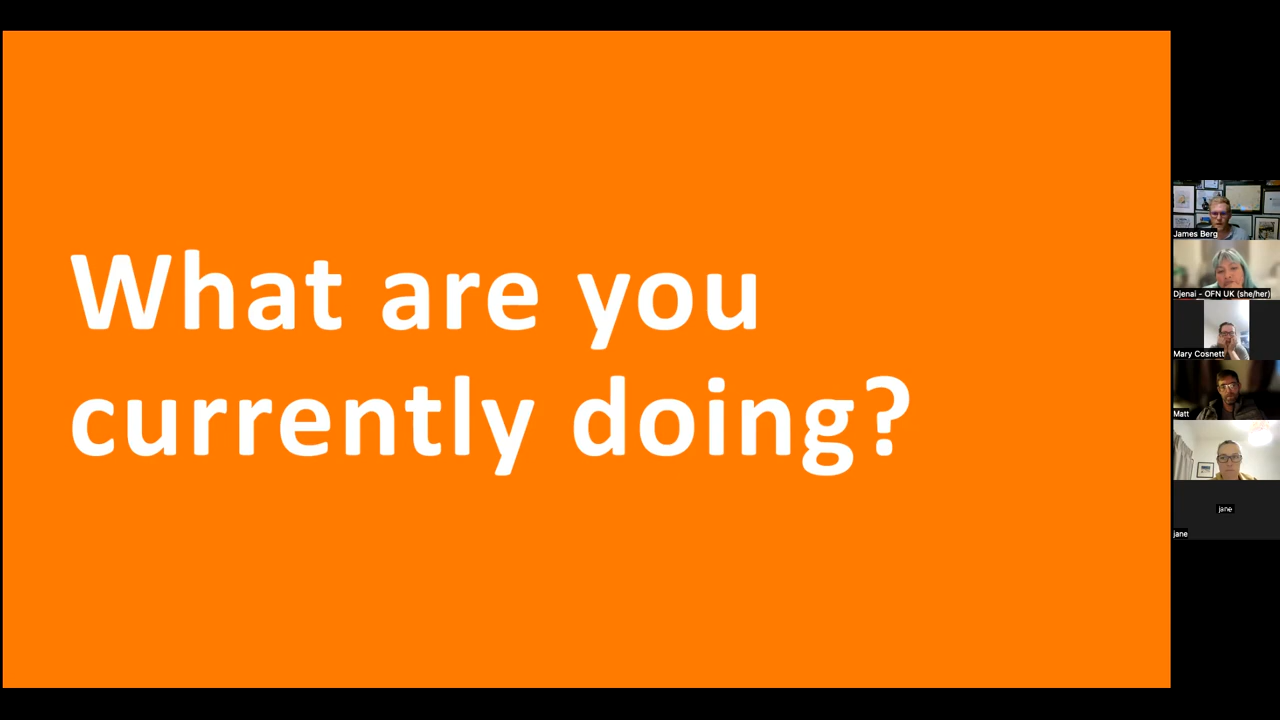 What are you
currently doing?
James Berg
Djenai - OFN UK (she/her)
Mary Cosnett
Matt
jane
jane